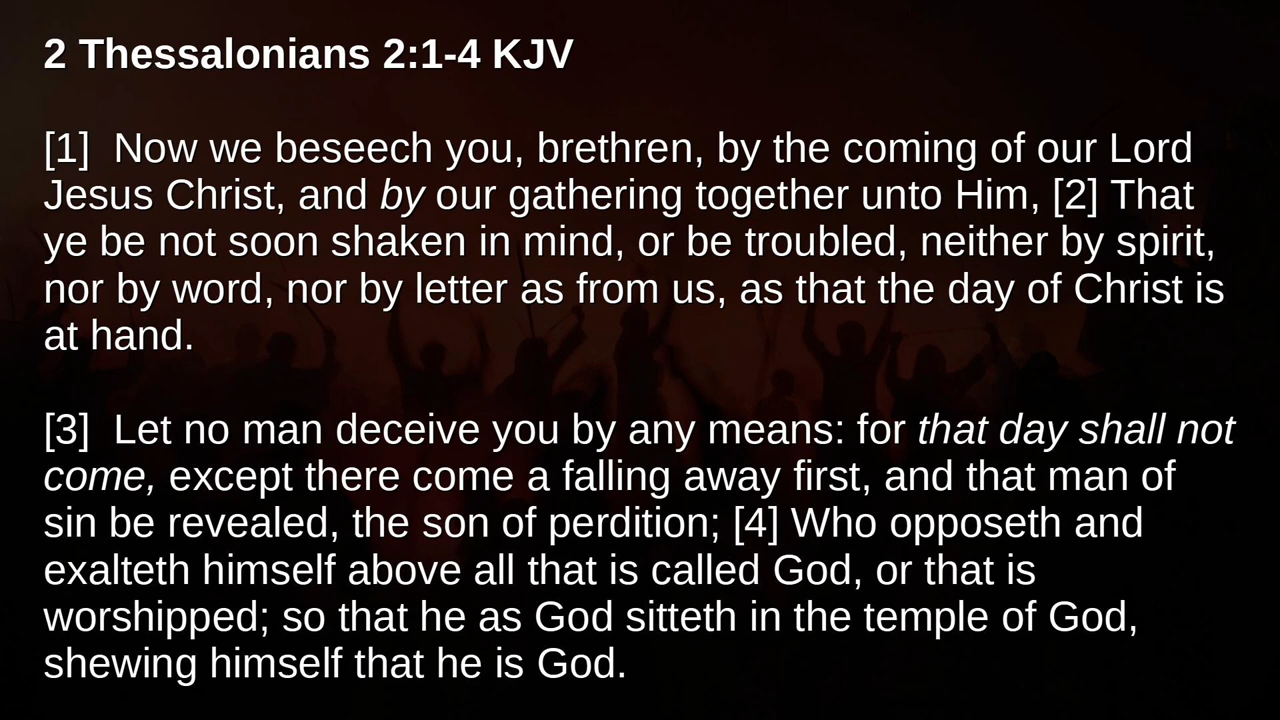 2 Thessalonians 2:1-4 KJV
[1]  Now we beseech you, brethren, by the coming of our Lord
Jesus Christ, and by our gathering together unto Him, [2] That
ye be not soon shaken in mind, or be troubled, neither by spirit,
nor by word, nor by letter as from us, as that the day of Christ is
at hand.
[3]  Let no man deceive you by any means: for that day shall not
come, except there come a falling away first, and that man of
sin be revealed, the son of perdition; [4] Who opposeth and
exalteth himself above all that is called God, or that is
worshipped; so that he as God sitteth in the temple of God,
shewing himself that he is God.